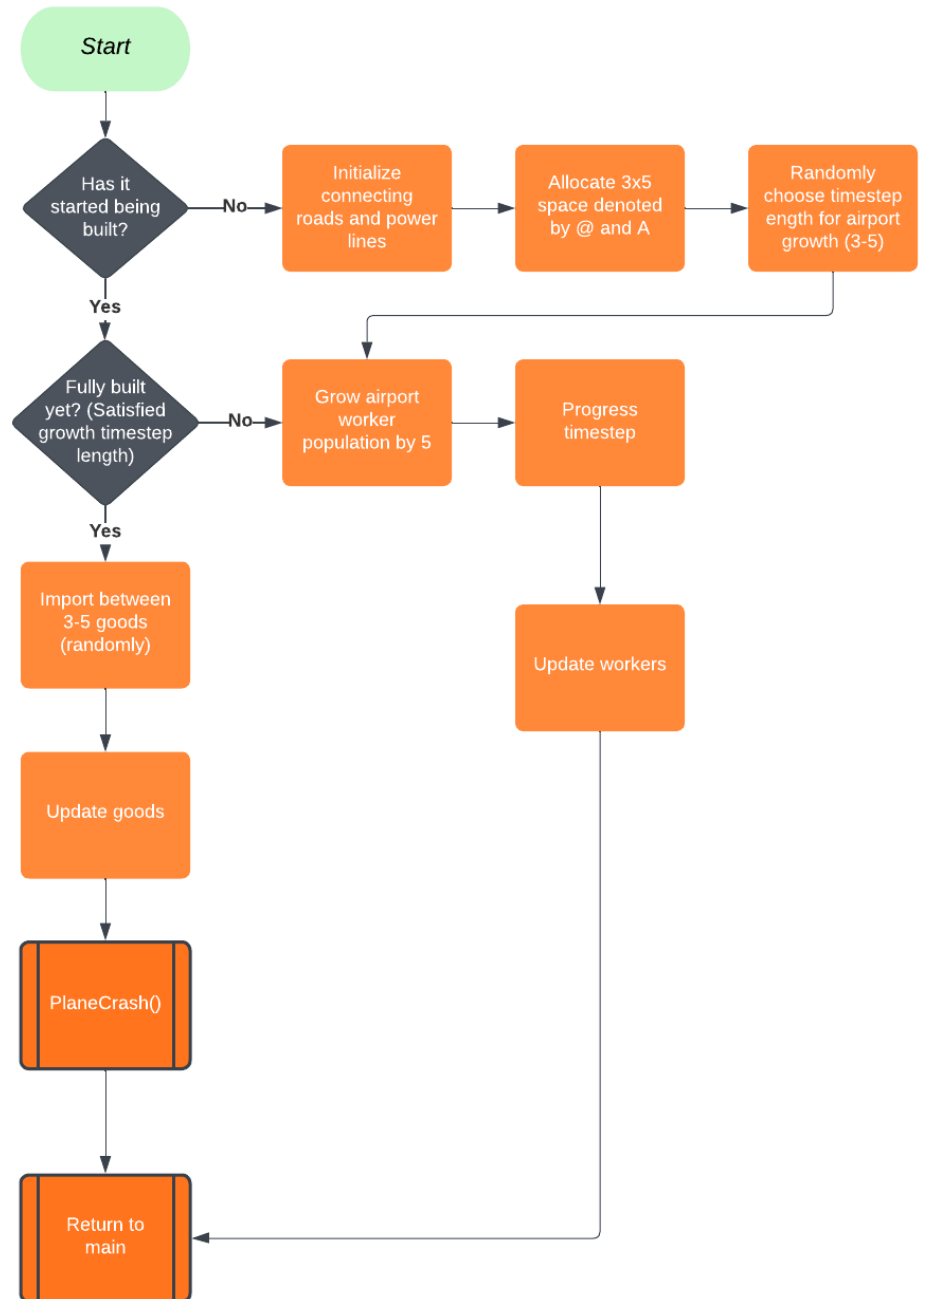 Start
Has it
started being
built?
No
Initialize
connecting
roads and power
lines
Allocate 3x5
space denoted
by @ and A
Randomly
choose timestep
ength for airport
growth (3-5)
Yes
Fully built
yet? (Satisfied
growth timestep
length)
No
Grow airport
worker
population by 5
Progress
timestep
Yes
Import between
3-5 goods
(randomly)
Update workers
Update goods
PlaneCrash()
Return to
main